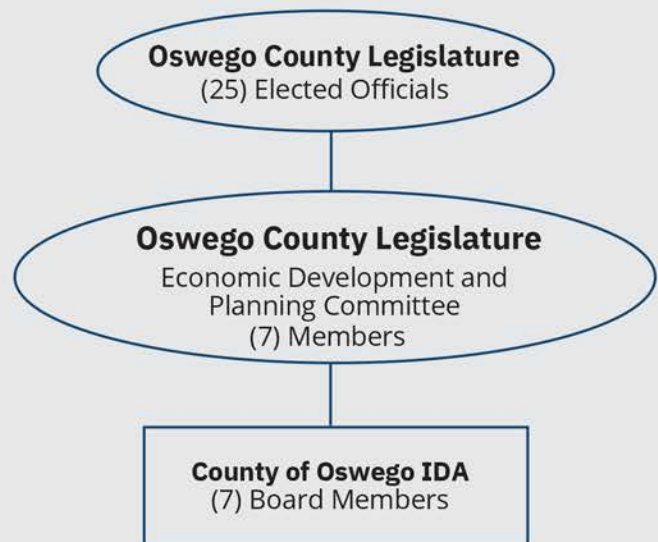 Oswego County Legislature
(25) Elected Officials
Oswego County Legislature
Economic Development and
Planning Committee
(7) Members
County of Oswego IDA
(7) Board Members